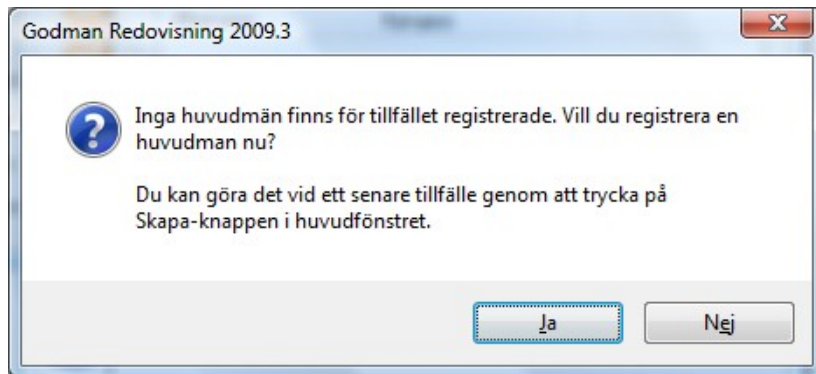 Godman Redovisning 2009.3
Inga huvudmän finns för tillfället registrerade. Vill du registrera en
huvudman nu?
Du kan göra det vid ett senare tillfälle genom att trycka på
Skapa-knappen i huvudfönstret.
Ja
Nej